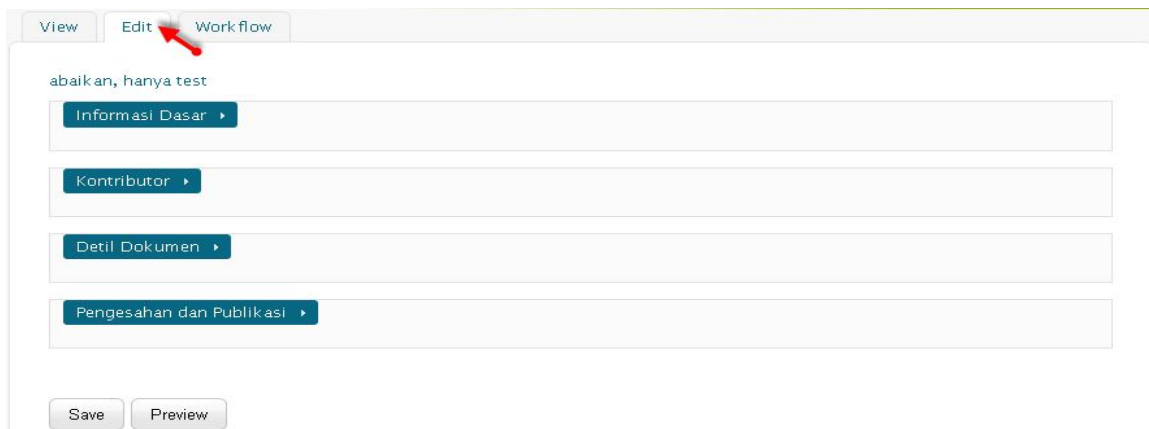 View Edit Workflow
abaikan, hanya test
Informasi Dasar
Kontributor
Detil Dokumen
Pengesahan dan Publikasi
Save Preview